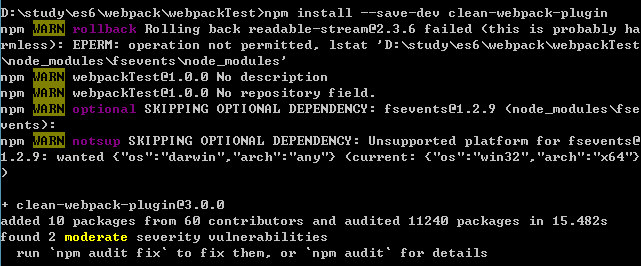 D:\study\es6\webpack\webpackTest>npm install --save-dev clean-webpack-plugin
npm WARN rollback Rolling back readable-stream@2.3.6 failed (this is probably ha
rmless): EPERM: operation not permitted, lstat 'D:\study\es6\webpack\webpackTest
\node_modules\fsevents\node_modules'
npm WARN webpackTest@1.0.0 No description
npm WARN webpackTest@1.0.0 No repository field.
npm WARN optional SKIPPING OPTIONAL DEPENDENCY: fsevents@1.2.9 (node_modules\fse
vents):
npm WARN notsup SKIPPING OPTIONAL DEPENDENCY: Unsupported platform for fsevents@
1.2.9: wanted {"os":"darwin","arch":"any"} (current: {"os":"win32","arch":"x64"}
)
+ clean-webpack-plugin@3.0.0
added 10 packages from 60 contributors and audited 11240 packages in 15.482s
found 2 moderate severity vulnerabilities
  run `npm audit fix` to fix them, or `npm audit` for details